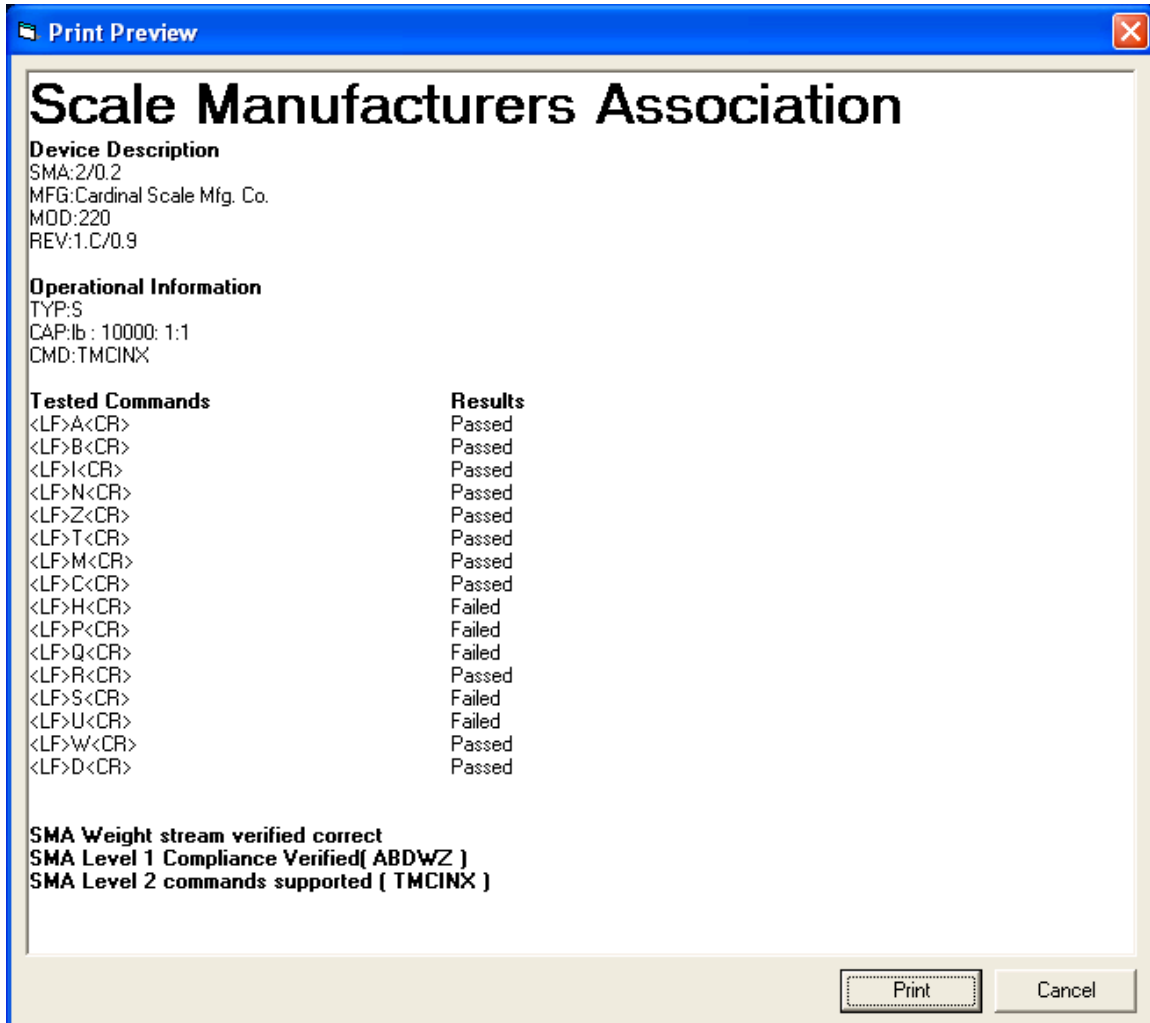 Print Preview
Scale Manufacturers Association
Device Description
SMA:2/0.2
MFG:Cardinal Scale Mfg. Co.
MOD:220
REV:1.C/0.9
Operational Information
TYP:S
CAP:lb : 10000: 1:1
CMD:TMCINX
Tested Commands Results
<LF>A<CR> Passed
<LF>B<CR> Passed
<LF>I<CR> Passed
<LF>N<CR> Passed
<LF>Z<CR> Passed
<LF>T<CR> Passed
<LF>M<CR> Passed
<LF>C<CR> Passed
<LF>H<CR> Failed
<LF>P<CR> Failed
<LF>Q<CR> Failed
<LF>R<CR> Passed
<LF>S<CR> Failed
<LF>U<CR> Failed
<LF>W<CR> Passed
<LF>D<CR> Passed
SMA Weight stream verified correct
SMA Level 1 Compliance Verified( ABDWZ )
SMA Level 2 commands supported ( TMCINX )
Print Cancel